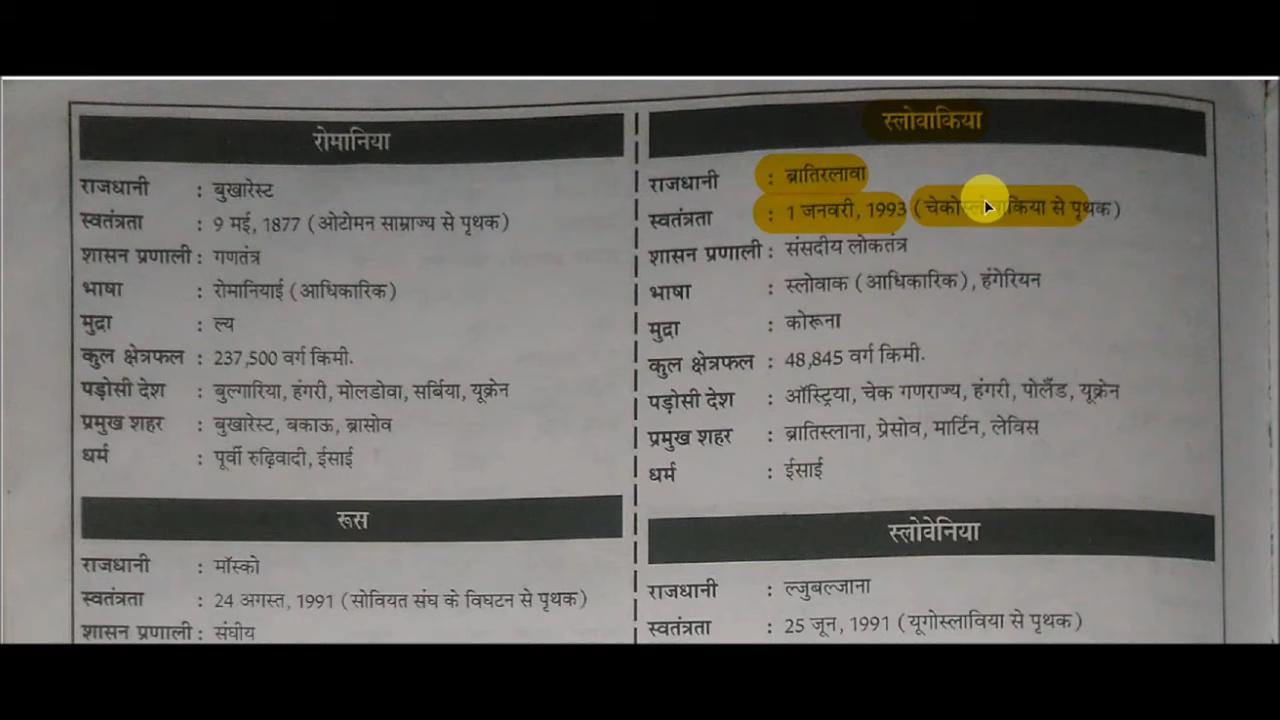 रोमानिया
राजधानी : बुखारेस्ट
स्वतंत्रता : 9 मई, 1877 (ओटोमन साम्राज्य से पृथक)
शासन प्रणाली : गणतंत्र
भाषा : रोमानियाई (आधिकारिक)
मुद्रा : ल्य
कुल क्षेत्रफल : 237,500 वर्ग किमी.
पड़ोसी देश : बुल्गारिया, हंगरी, मोलडोवा, सर्बिया, यूक्रेन
प्रमुख शहर : बुखारेस्ट, बकाऊ, ब्रासोव
धर्म : पूर्वी रुढ़िवादी, ईसाई
रूस
राजधानी : मॉस्को
स्वतंत्रता : 24 अगस्त, 1991 (सोवियत संघ के विघटन से पृथक)
शासन प्रणाली : संघीय
स्लोवाकिया
राजधानी : ब्रातिरलावा
स्वतंत्रता : 1 जनवरी, 1993 (चेकोस्लोवाकिया से पृथक)
शासन प्रणाली : संसदीय लोकतंत्र
भाषा : स्लोवाक (आधिकारिक), हंगेरियन
मुद्रा : कोरूना
कुल क्षेत्रफल : 48,845 वर्ग किमी.
पड़ोसी देश : ऑस्ट्रिया, चेक गणराज्य, हंगरी, पोलैंड, यूक्रेन
प्रमुख शहर : ब्रातिस्लाना, प्रेसोव, मार्टिन, लेविस
धर्म : ईसाई
स्लोवेनिया
राजधानी : ल्जुबल्जाना
स्वतंत्रता : 25 जून, 1991 (यूगोस्लाविया से पृथक)